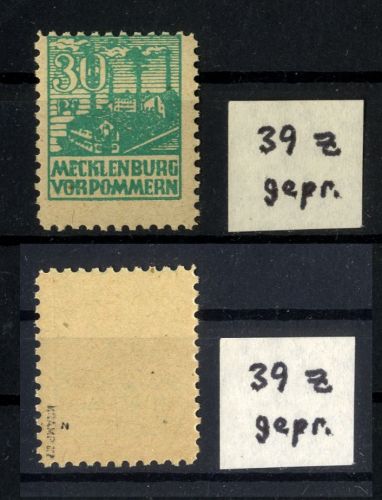 30
Pf
MECKLENBURG
VORPOMMERN
39 z
gepr.
z
39 z
gepr.